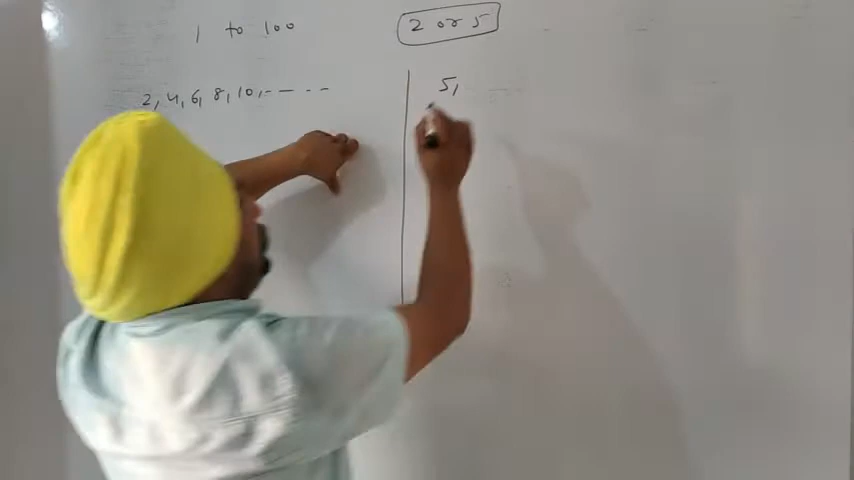 1 to 100
2 or 5
2, 4, 6, 8, 10, - - - -
5,